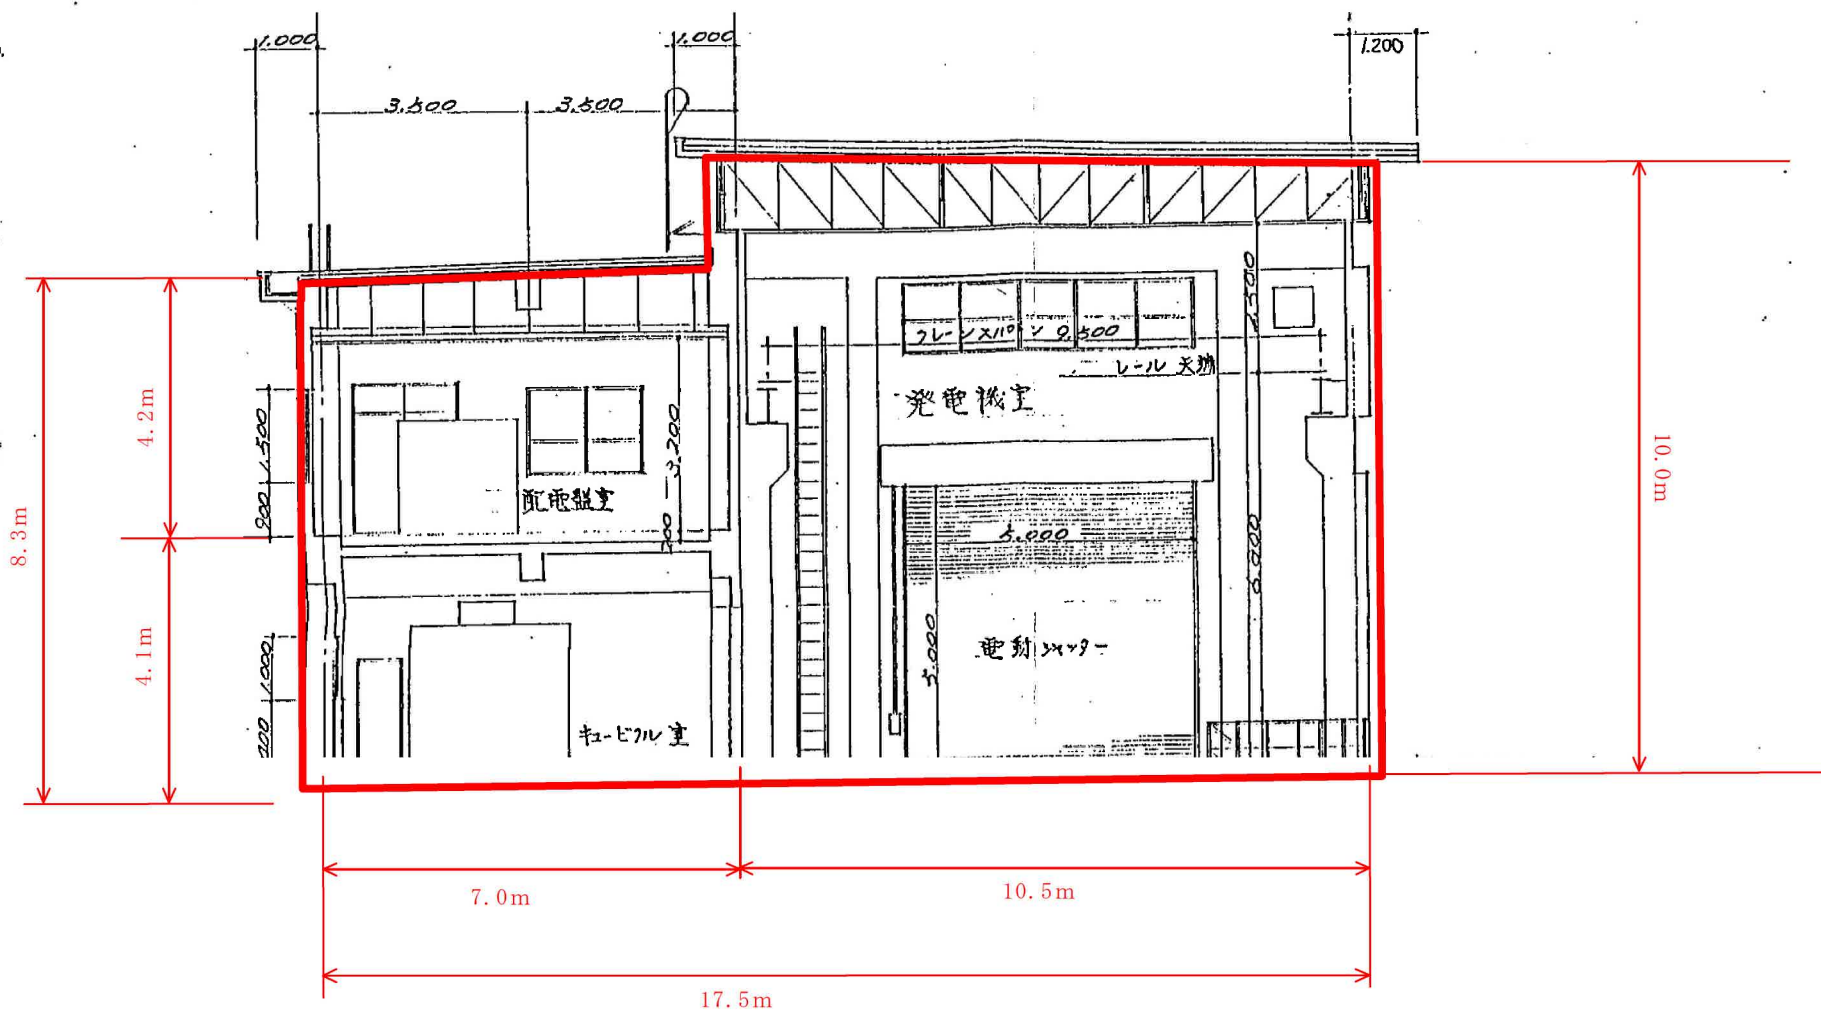 1.000
1.000
1.200
3.500
3.500
クレーンスパン 9.500
レール 天端
発電機室
4.2m
1.500
900
3.200
配電盤室
8.3m
10.0m
5.000
6.000
4.1m
1.000
5.000
電動シャッター
キュービクル室
7.0m
10.5m
17.5m